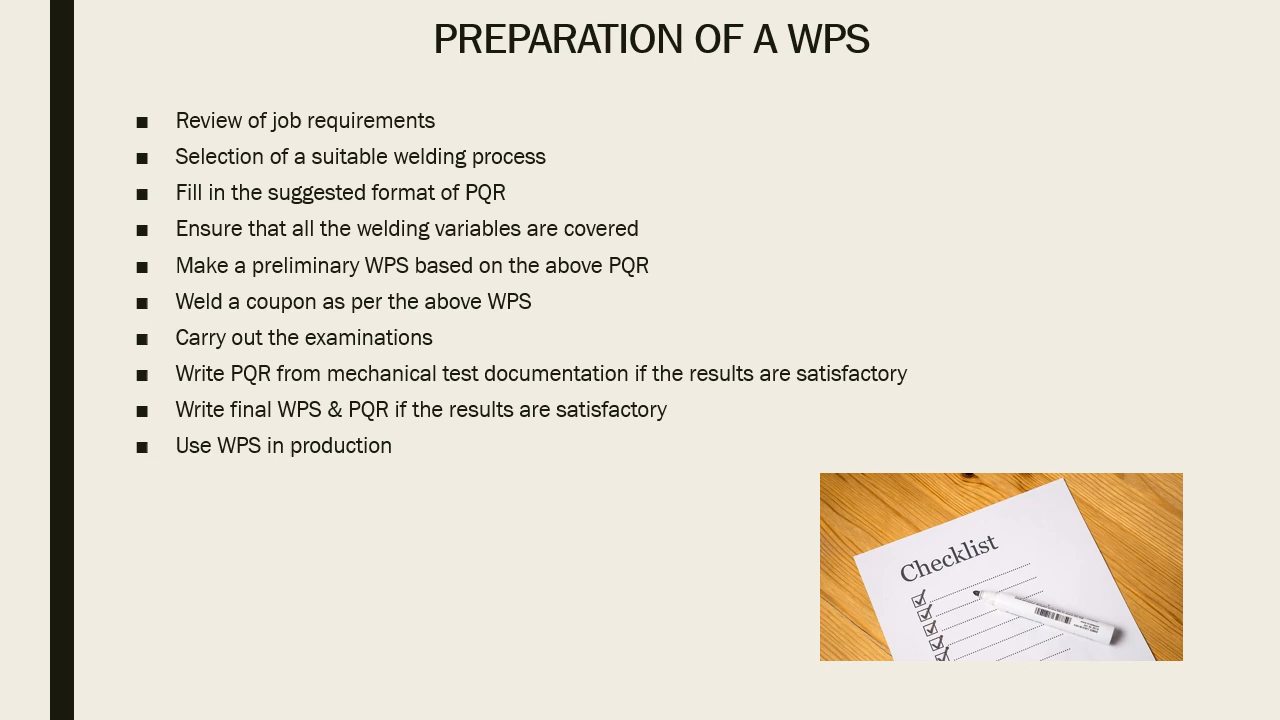 PREPARATION OF A WPS
■ Review of job requirements
■ Selection of a suitable welding process
■ Fill in the suggested format of PQR
■ Ensure that all the welding variables are covered
■ Make a preliminary WPS based on the above PQR
■ Weld a coupon as per the above WPS
■ Carry out the examinations
■ Write PQR from mechanical test documentation if the results are satisfactory
■ Write final WPS & PQR if the results are satisfactory
■ Use WPS in production
Checklist